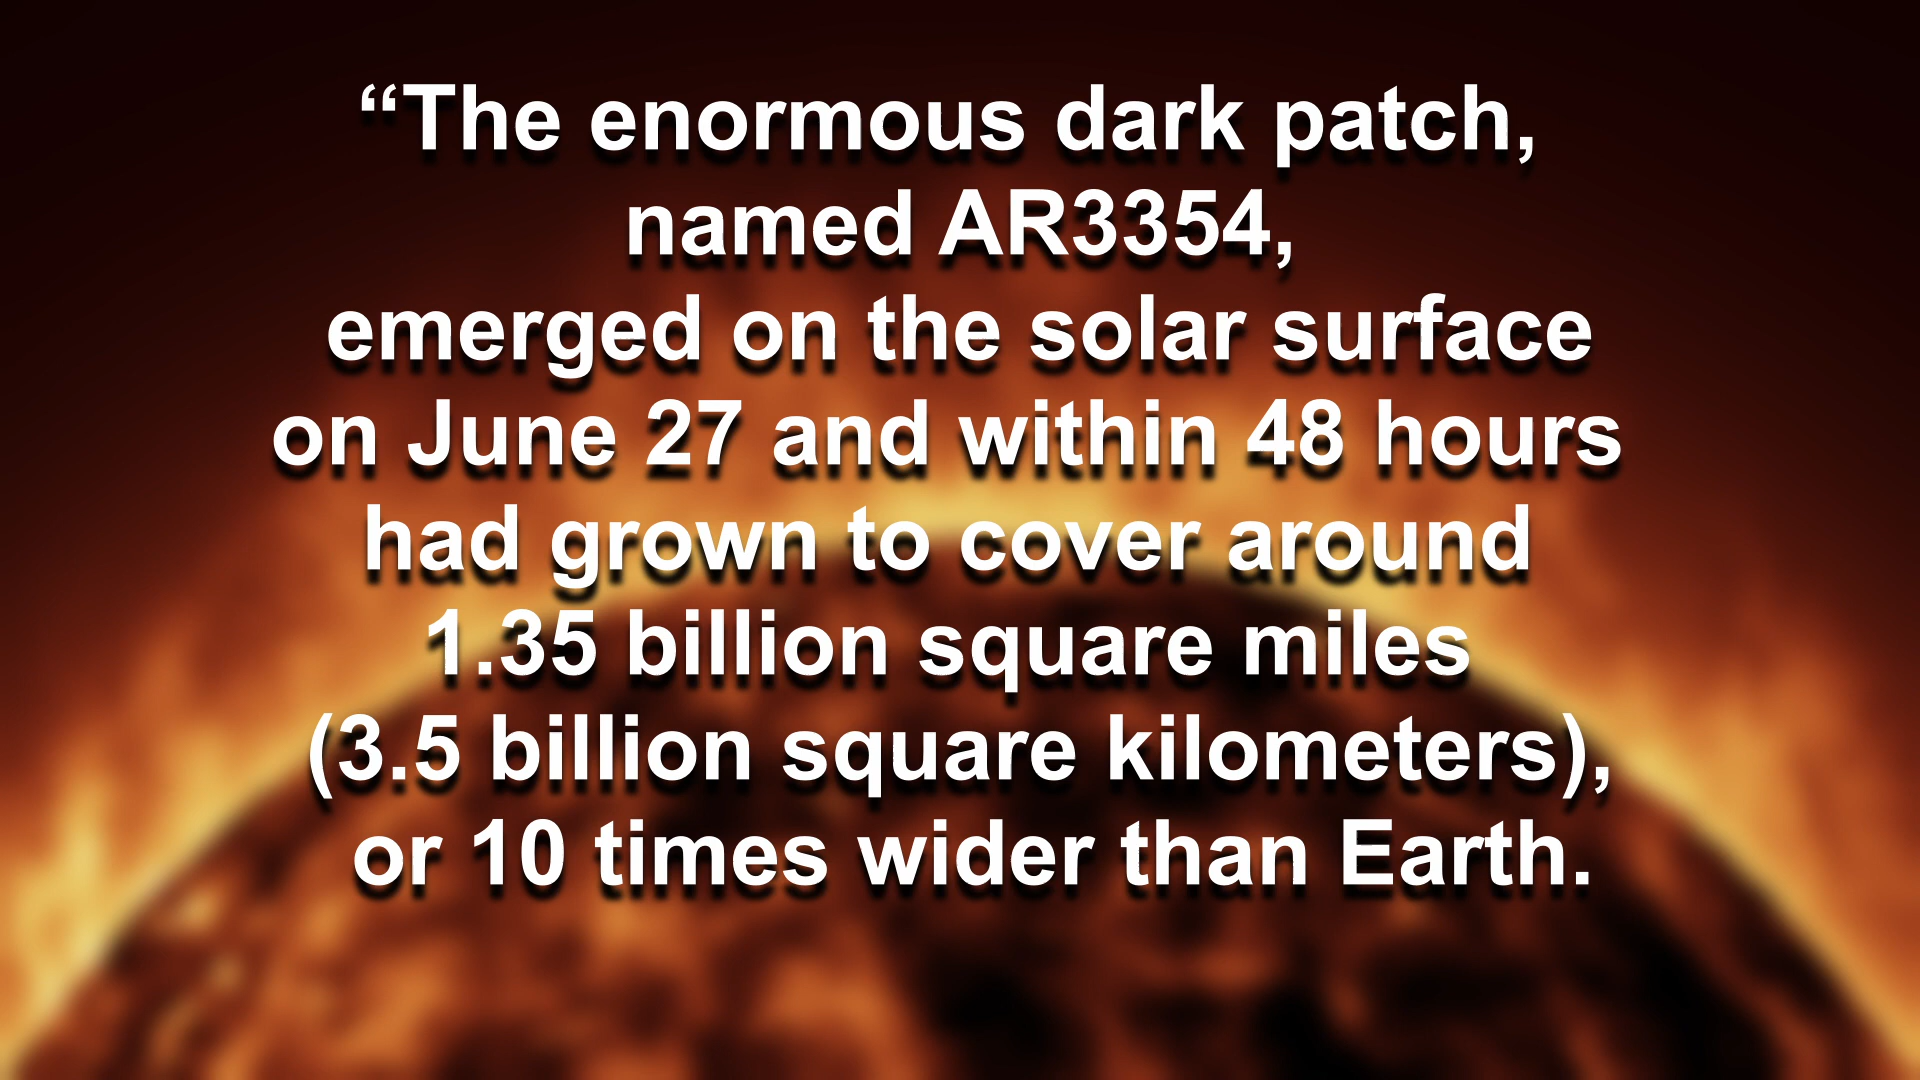 “The enormous dark patch,
named AR3354,
emerged on the solar surface
on June 27 and within 48 hours
had grown to cover around
1.35 billion square miles
(3.5 billion square kilometers),
or 10 times wider than Earth.